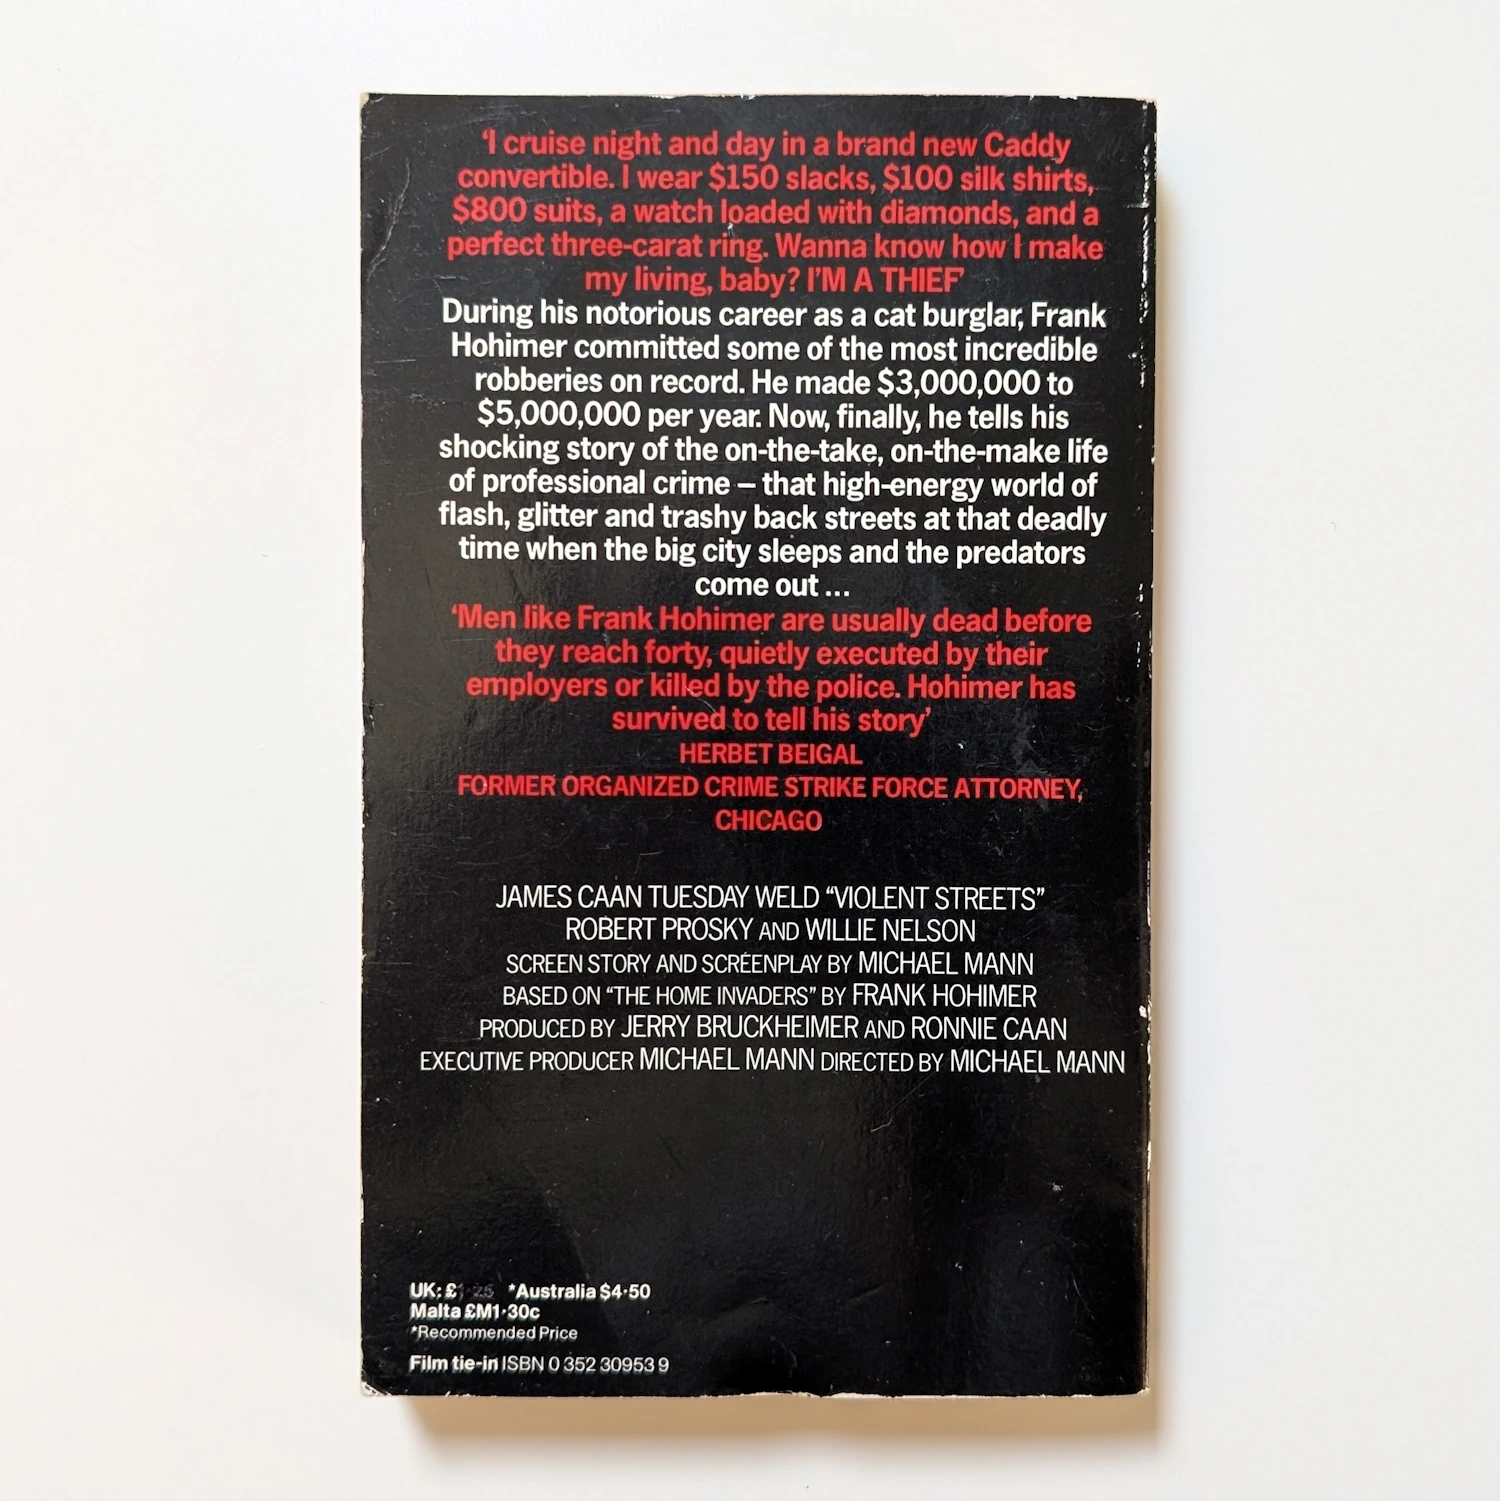 ‘I cruise night and day in a brand new Caddy
convertible. I wear $150 slacks, $100 silk shirts,
$800 suits, a watch loaded with diamonds, and a
perfect three-carat ring. Wanna know how I make
my living, baby? I'M A THIEF’
During his notorious career as a cat burglar, Frank
Hohimer committed some of the most incredible
robberies on record. He made $3,000,000 to
$5,000,000 per year. Now, finally, he tells his
shocking story of the on-the-take, on-the-make life
of professional crime – that high-energy world of
flash, glitter and trashy back streets at that deadly
time when the big city sleeps and the predators
come out ...
‘Men like Frank Hohimer are usually dead before
they reach forty, quietly executed by their
employers or killed by the police. Hohimer has
survived to tell his story’
HERBET BEIGAL
FORMER ORGANIZED CRIME STRIKE FORCE ATTORNEY,
CHICAGO
JAMES CAAN TUESDAY WELD “VIOLENT STREETS”
ROBERT PROSKY AND WILLIE NELSON
SCREEN STORY AND SCREENPLAY BY MICHAEL MANN
BASED ON “THE HOME INVADERS” BY FRANK HOHIMER
PRODUCED BY JERRY BRUCKHEIMER AND RONNIE CAAN
EXECUTIVE PRODUCER MICHAEL MANN DIRECTED BY MICHAEL MANN
UK: £ *Australia $4·50
Malta £M1·30c
*Recommended Price
Film tie-in ISBN 0 352 30953 9